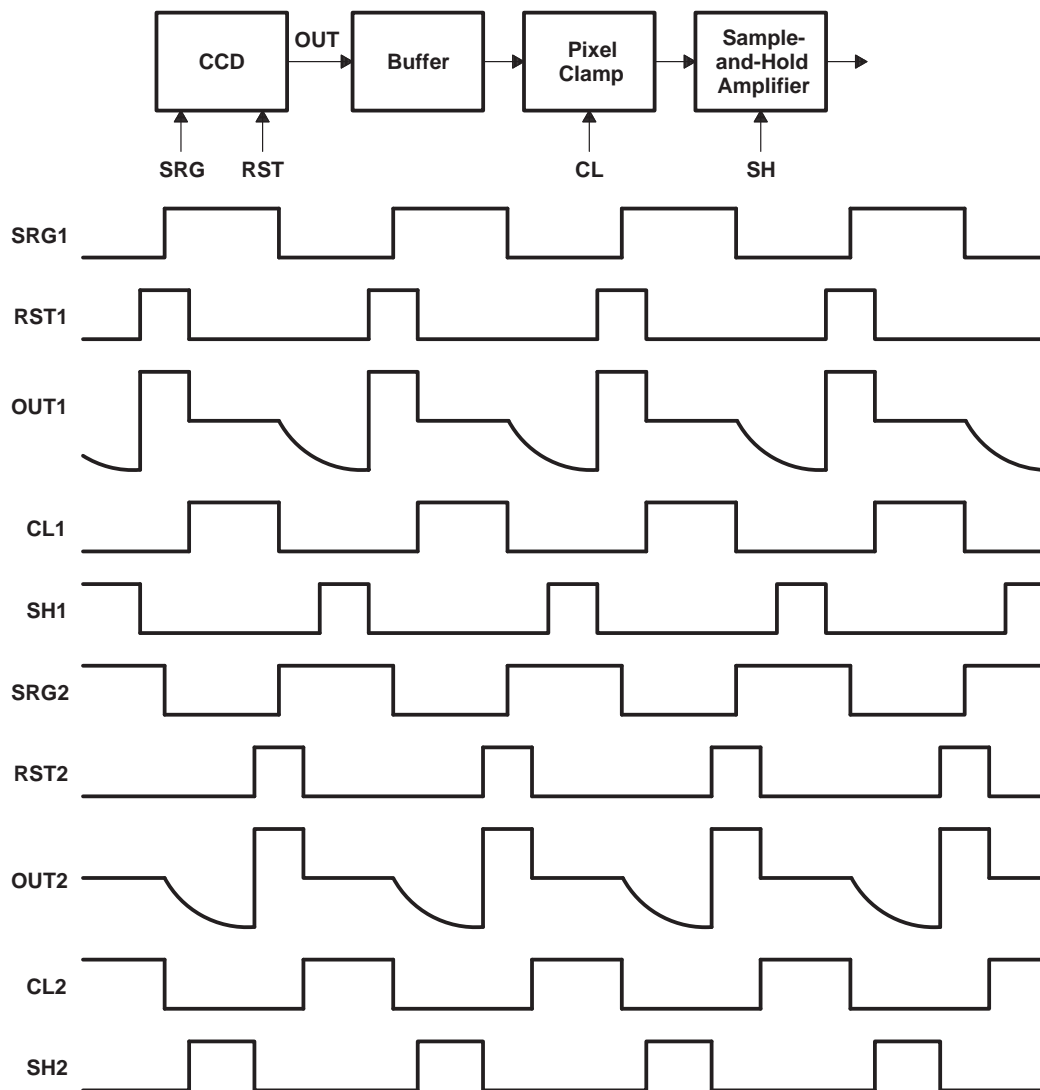 OUT
CCD
Buffer
Pixel
Clamp
Sample-
and-Hold
Amplifier
SRG
RST
CL
SH
SRG1
RST1
OUT1
CL1
SH1
SRG2
RST2
OUT2
CL2
SH2